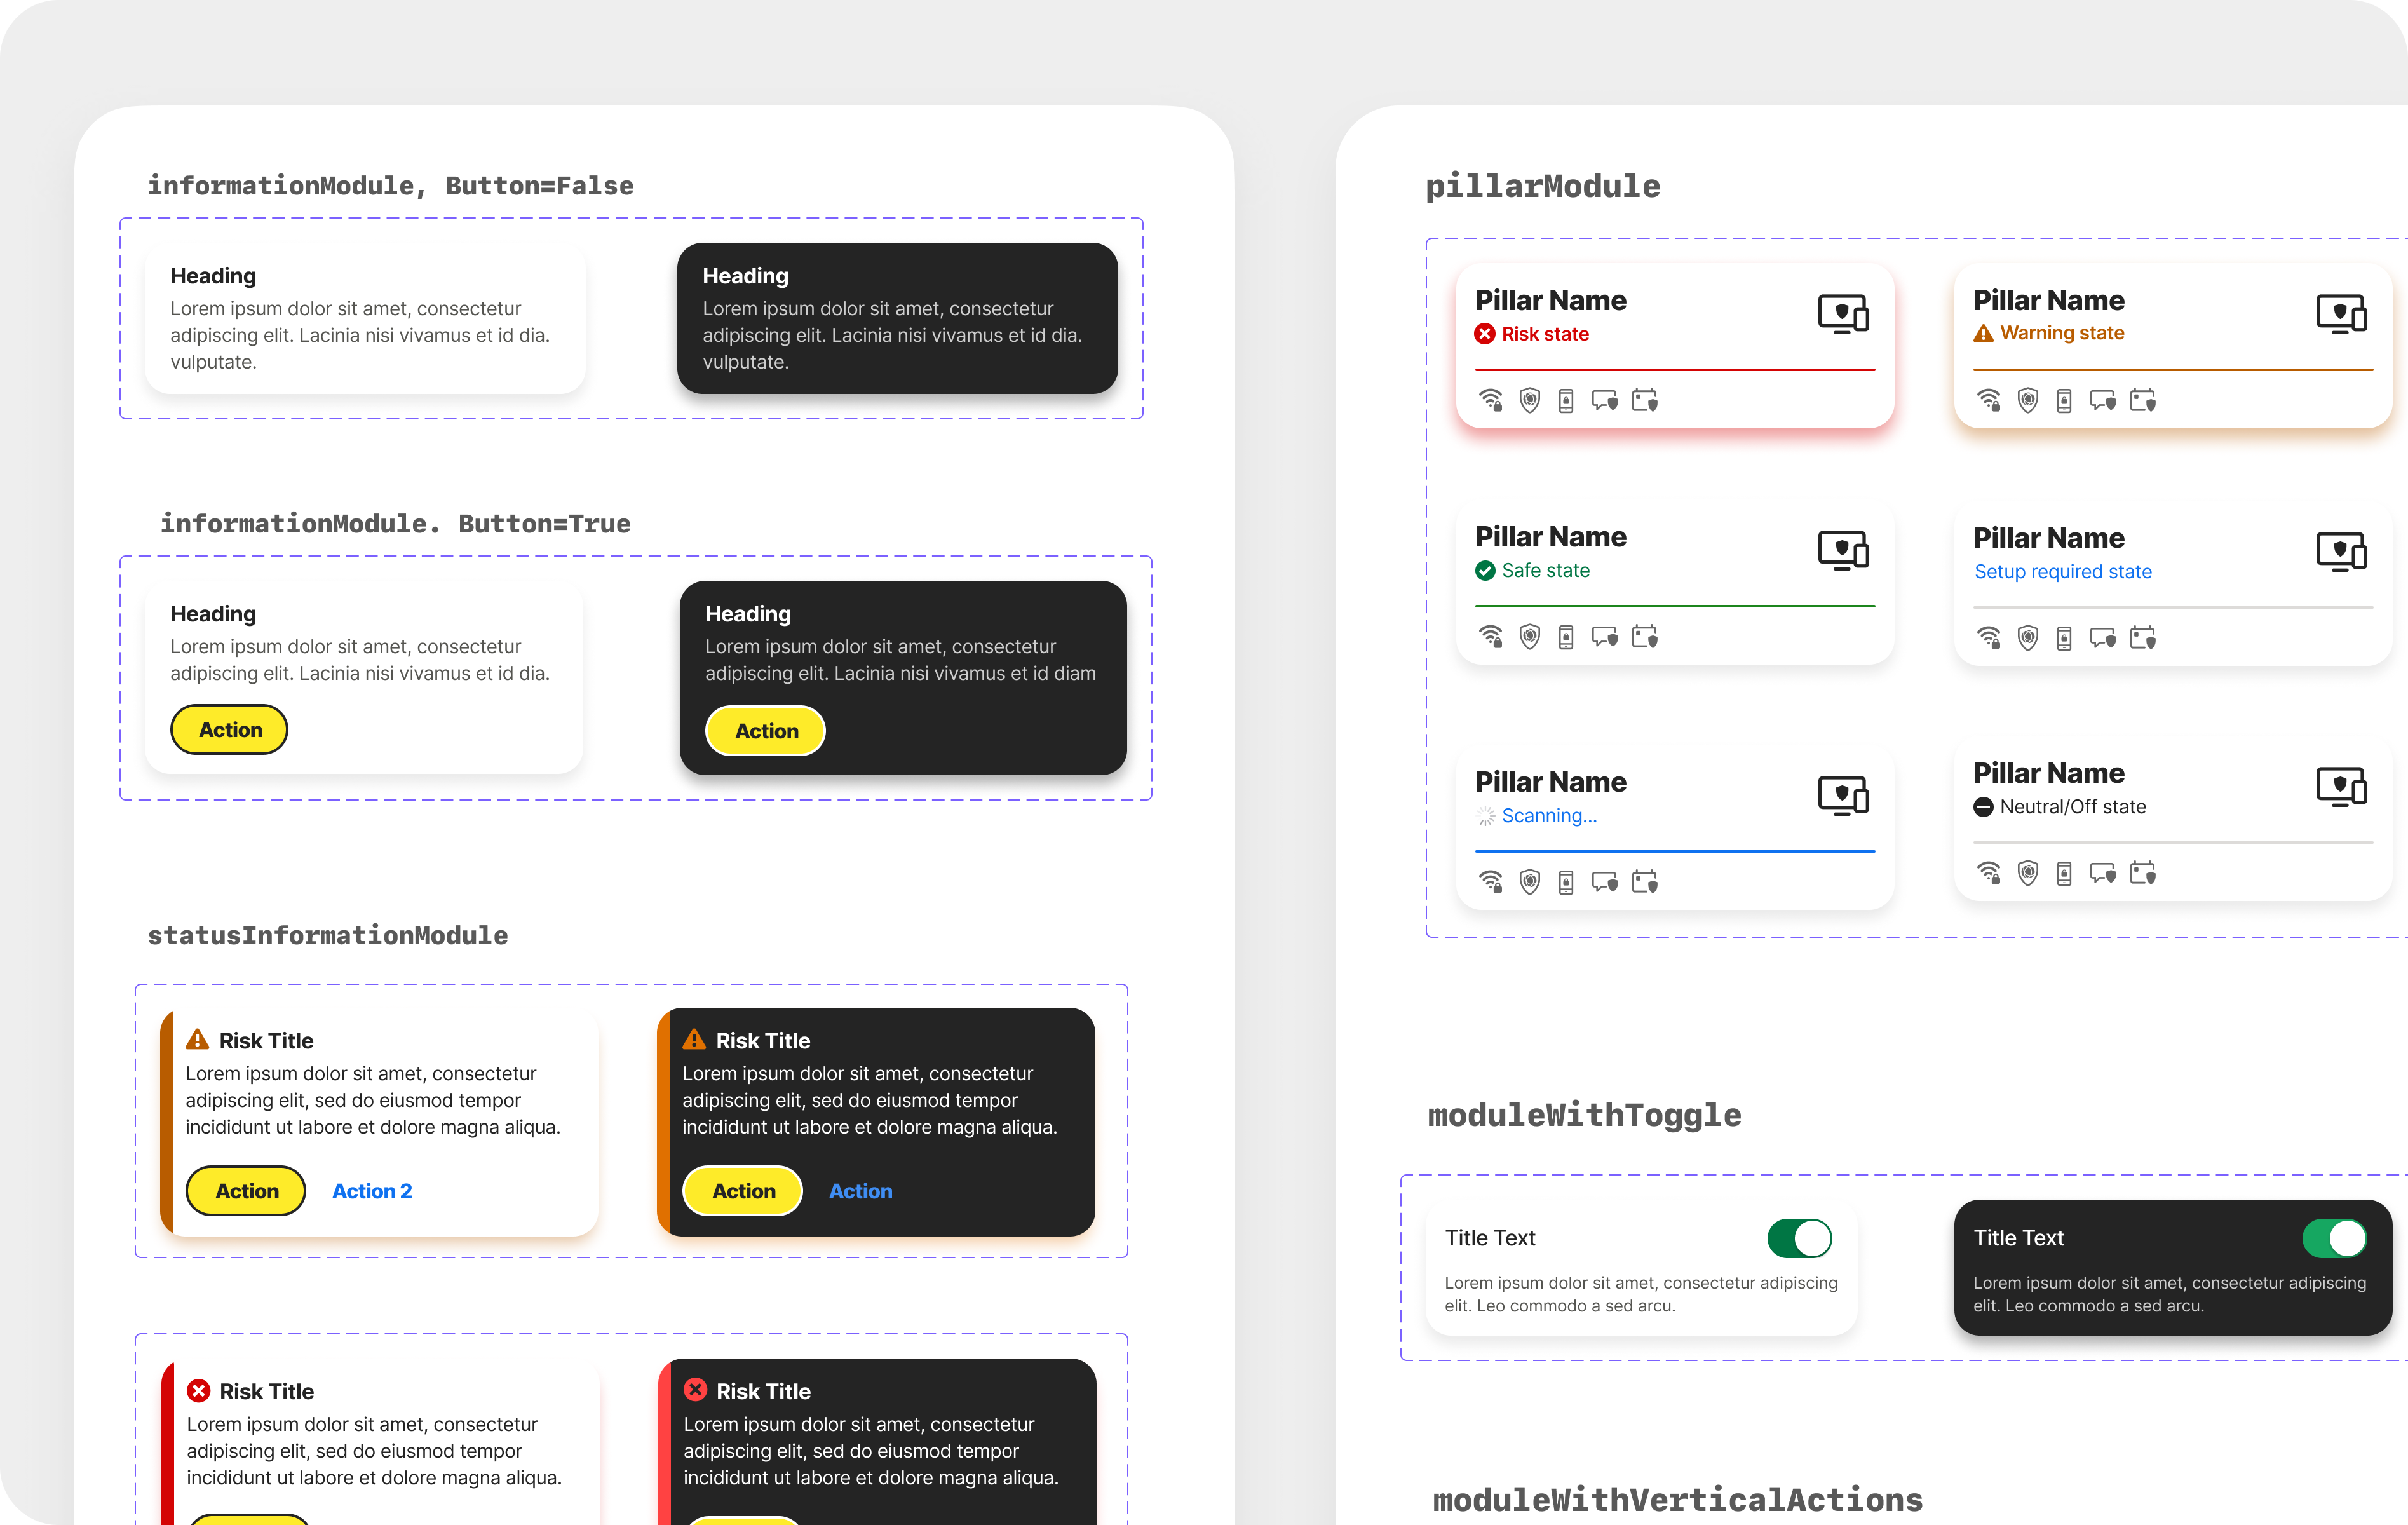 informationModule, Button=False
Heading
Lorem ipsum dolor sit amet, consectetur
adipiscing elit. Lacinia nisi vivamus et id dia.
vulputate.
Heading
Lorem ipsum dolor sit amet, consectetur
adipiscing elit. Lacinia nisi vivamus et id dia.
vulputate.
informationModule. Button=True
Heading
Lorem ipsum dolor sit amet, consectetur
adipiscing elit. Lacinia nisi vivamus et id dia.
Action
Heading
Lorem ipsum dolor sit amet, consectetur
adipiscing elit. Lacinia nisi vivamus et id diam
Action
statusInformationModule
Risk Title
Lorem ipsum dolor sit amet, consectetur
adipiscing elit, sed do eiusmod tempor
incididunt ut labore et dolore magna aliqua.
Action
Action 2
Risk Title
Lorem ipsum dolor sit amet, consectetur
adipiscing elit, sed do eiusmod tempor
incididunt ut labore et dolore magna aliqua.
Action
Action
Risk Title
Lorem ipsum dolor sit amet, consectetur
adipiscing elit, sed do eiusmod tempor
incididunt ut labore et dolore magna aliqua.
Risk Title
Lorem ipsum dolor sit amet, consectetur
adipiscing elit, sed do eiusmod tempor
incididunt ut labore et dolore magna aliqua.
pillarModule
Pillar Name
Risk state
Pillar Name
Warning state
Pillar Name
Safe state
Pillar Name
Setup required state
Pillar Name
Scanning...
Pillar Name
Neutral/Off state
moduleWithToggle
Title Text
Lorem ipsum dolor sit amet, consectetur adipiscing
elit. Leo commodo a sed arcu.
Title Text
Lorem ipsum dolor sit amet, consectetur adipiscing
elit. Leo commodo a sed arcu.
moduleWithVerticalActions